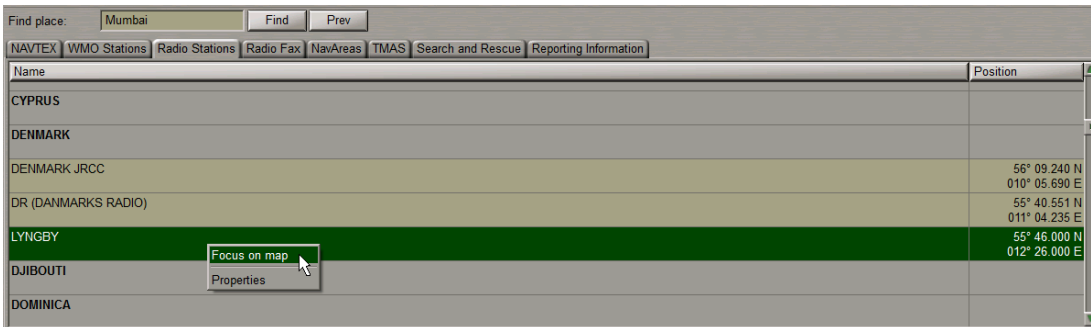 Find place: Mumbai Find Prev
NAVTEX WMO Stations Radio Stations Radio Fax NavAreas TMAS Search and Rescue Reporting Information
Name Position
CYPRUS
DENMARK
DENMARK JRCC 56° 09.240 N
010° 05.690 E
DR (DANMARKS RADIO) 55° 40.551 N
011° 04.235 E
LYNGBY 55° 46.000 N
012° 26.000 E
Focus on map
DJIBOUTI
Properties
DOMINICA